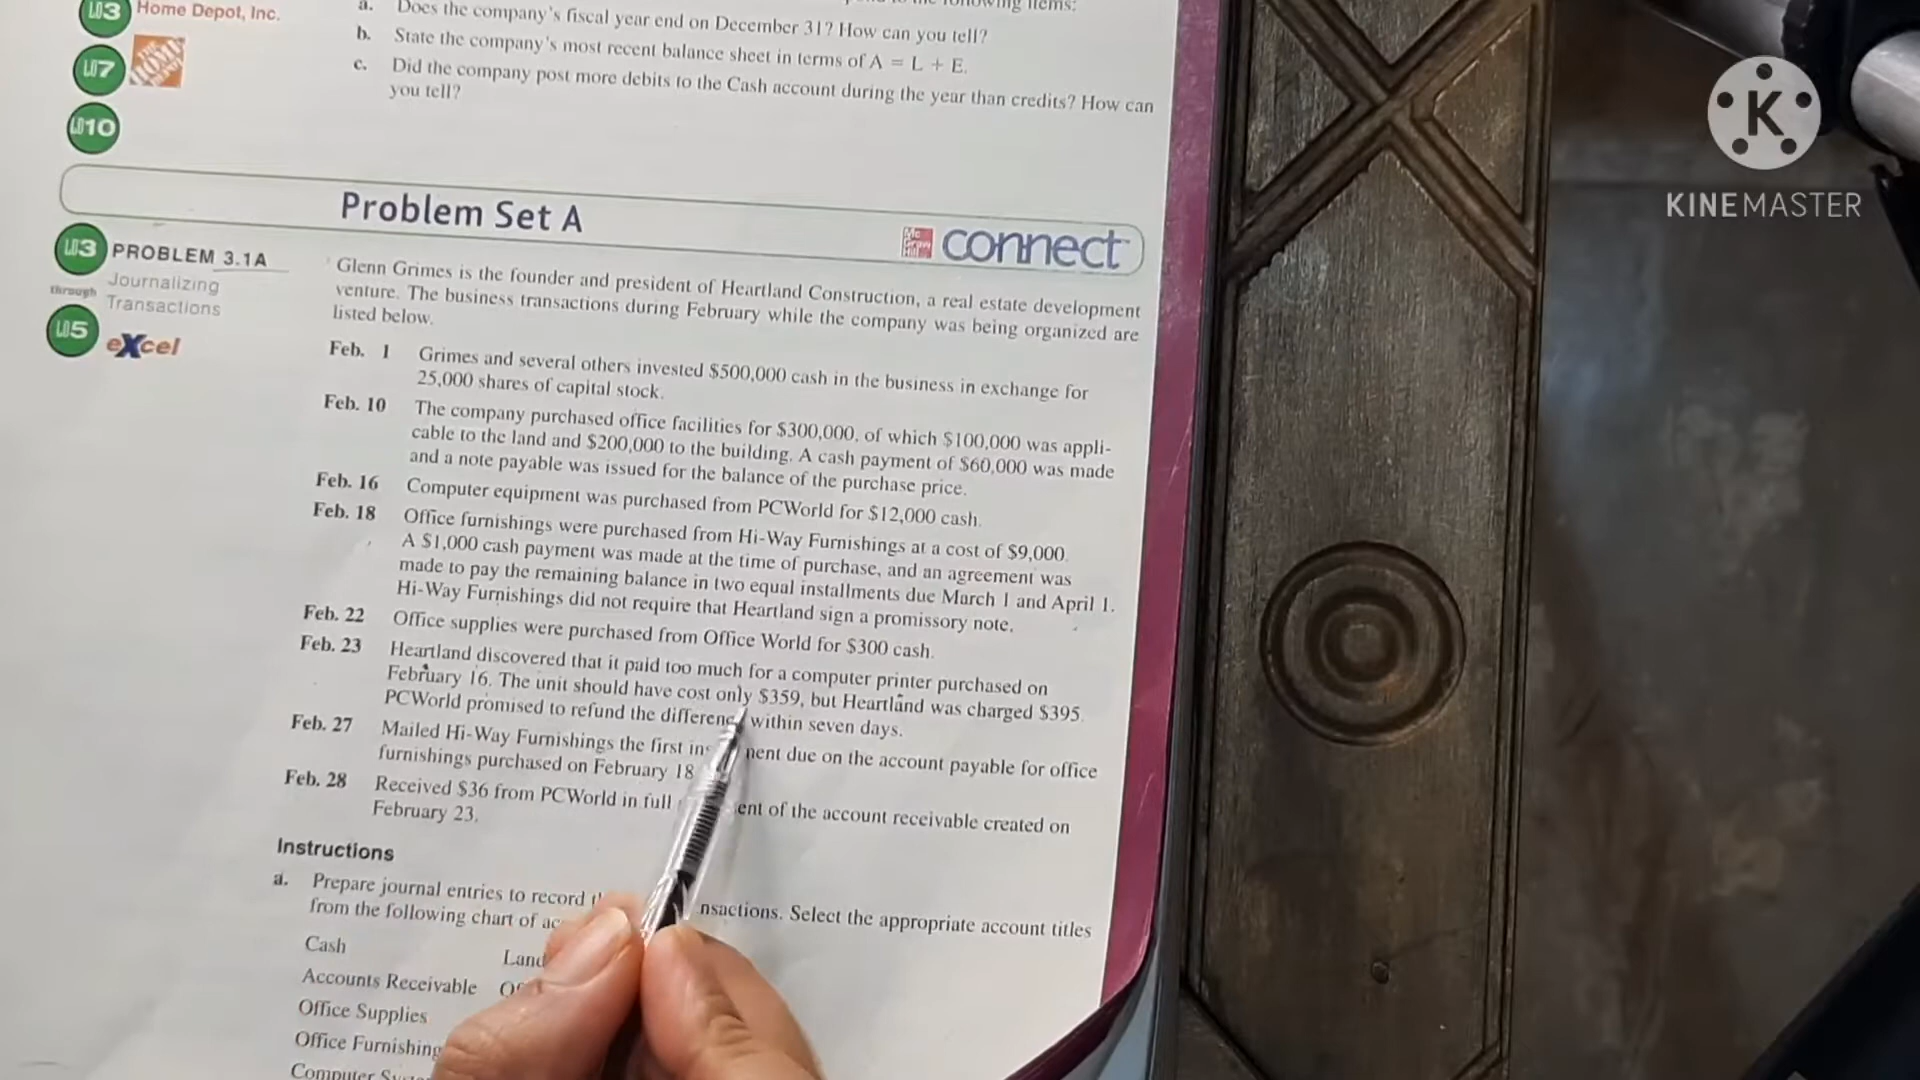 LO3 Home Depot, Inc.
THE HOME DEPOT
LO7
LO10
following items:
a. Does the company's fiscal year end on December 31? How can you tell?
b. State the company's most recent balance sheet in terms of A = L + E.
c. Did the company post more debits to the Cash account during the year than credits? How can
you tell?
Problem Set A
Mc Graw Hill connect
LO3 PROBLEM 3.1A
through
Journalizing
Transactions
LO5
excel
Glenn Grimes is the founder and president of Heartland Construction, a real estate development
venture. The business transactions during February while the company was being organized are
listed below.
Feb. 1 Grimes and several others invested $500,000 cash in the business in exchange for
25,000 shares of capital stock.
Feb. 10 The company purchased office facilities for $300,000, of which $100,000 was appli-
cable to the land and $200,000 to the building. A cash payment of $60,000 was made
and a note payable was issued for the balance of the purchase price.
Feb. 16 Computer equipment was purchased from PCWorld for $12,000 cash.
Feb. 18 Office furnishings were purchased from Hi-Way Furnishings at a cost of $9,000.
A $1,000 cash payment was made at the time of purchase, and an agreement was
made to pay the remaining balance in two equal installments due March 1 and April 1.
Hi-Way Furnishings did not require that Heartland sign a promissory note.
Feb. 22 Office supplies were purchased from Office World for $300 cash.
Feb. 23 Heartland discovered that it paid too much for a computer printer purchased on
February 16. The unit should have cost only $359, but Heartland was charged $395.
PCWorld promised to refund the differenc within seven days.
Feb. 27 Mailed Hi-Way Furnishings the first ins ment due on the account payable for office
furnishings purchased on February 18
Feb. 28 Received $36 from PCWorld in full ent of the account receivable created on
February 23.
Instructions
a. Prepare journal entries to record nsactions. Select the appropriate account titles
from the following chart of ac
Cash Land
Accounts Receivable
Office Supplies
Office Furnishing
Computer
K
KINEMASTER